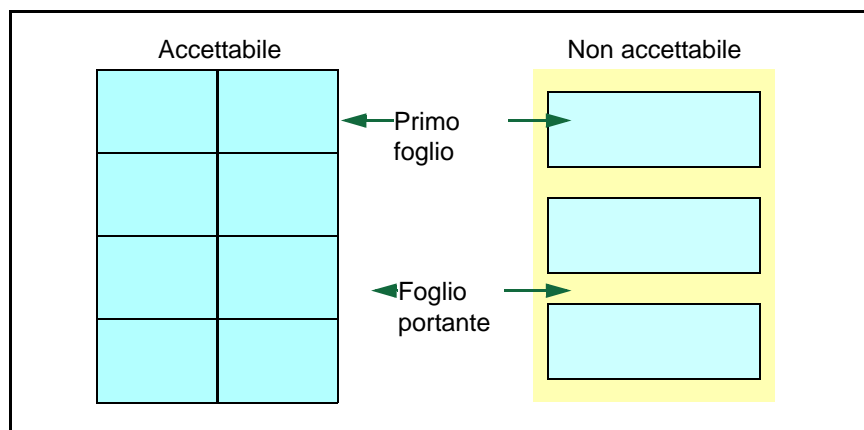 Accettabile
Non accettabile
Primo
foglio
Foglio
portante